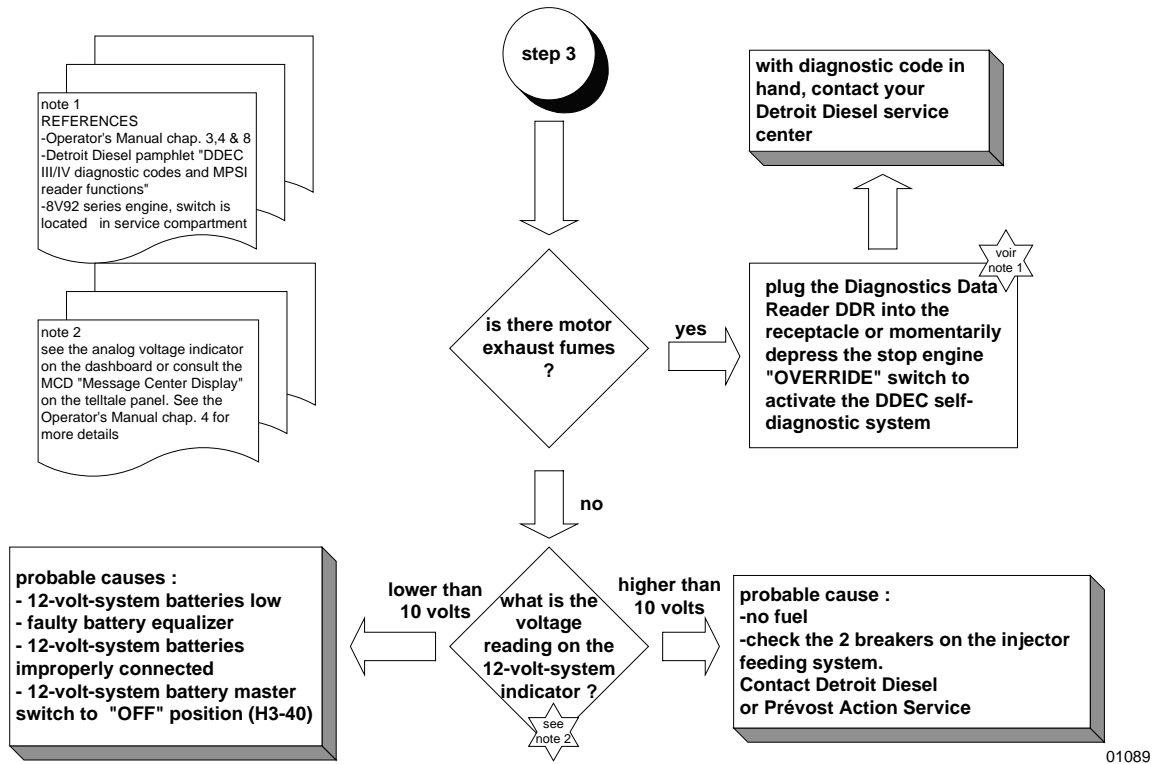 step 3
with diagnostic code in
hand, contact your
Detroit Diesel service
center
note 1
REFERENCES
-Operator's Manual chap. 3,4 & 8
-Detroit Diesel pamphlet "DDEC
III/IV diagnostic codes and MPSI
reader functions"
-8V92 series engine, switch is
located in service compartment
note 2
see the analog voltage indicator
on the dashboard or consult the
MCD "Message Center Display"
on the telltale panel. See the
Operator's Manual chap. 4 for
more details
is there motor
exhaust fumes
?
yes
voir
note 1
plug the Diagnostics Data
Reader DDR into the
receptacle or momentarily
depress the stop engine
"OVERRIDE" switch to
activate the DDEC self-
diagnostic system
no
probable causes :
- 12-volt-system batteries low
- faulty battery equalizer
- 12-volt-system batteries
improperly connected
- 12-volt-system battery master
switch to "OFF" position (H3-40)
lower than
10 volts
what is the
voltage
reading on the
12-volt-system
indicator ?
see
note 2
higher than
10 volts
probable cause :
-no fuel
-check the 2 breakers on the injector
feeding system.
Contact Detroit Diesel
or Prévost Action Service
01089